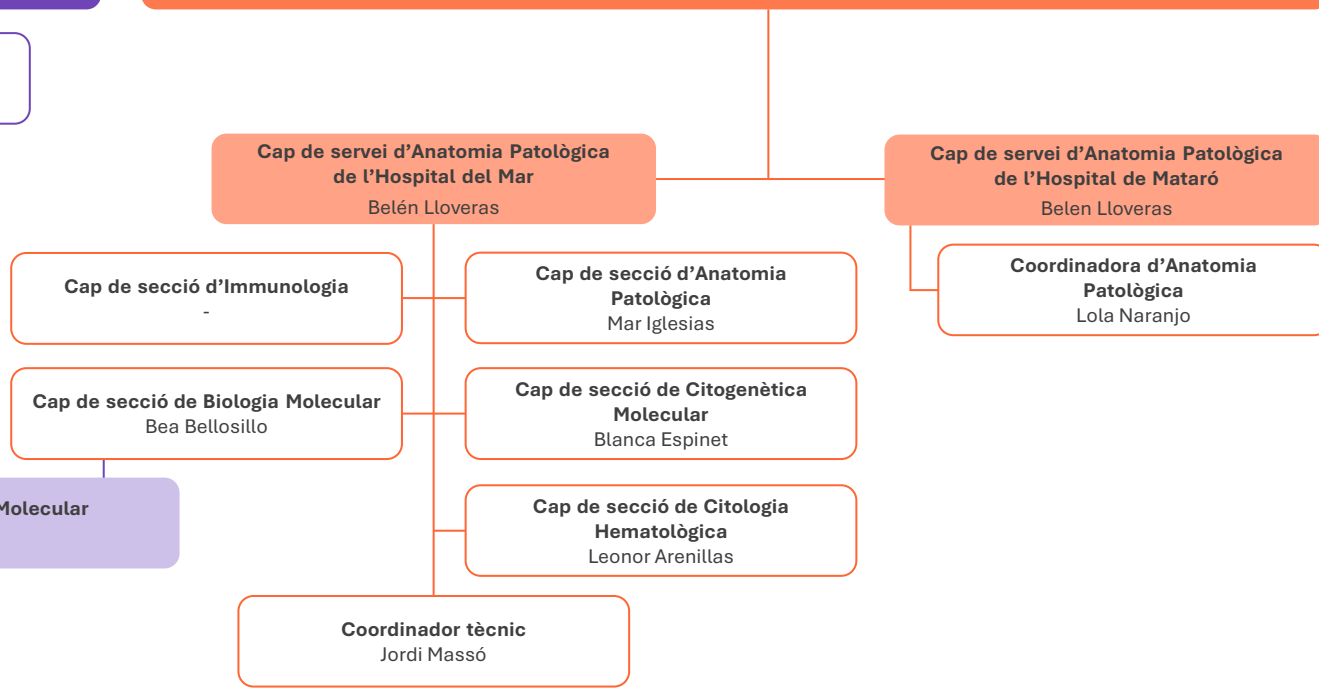 Cap de servei d’Anatomia Patològica
de l’Hospital del Mar
Belén Lloveras
Cap de servei d’Anatomia Patològica
de l’Hospital de Mataró
Belen Lloveras
Cap de secció d’Immunologia
-
Cap de secció d’Anatomia
Patològica
Mar Iglesias
Coordinadora d’Anatomia
Patològica
Lola Naranjo
Cap de secció de Biologia Molecular
Bea Bellosillo
Cap de secció de Citogenètica
Molecular
Blanca Espinet
Molecular
Cap de secció de Citologia
Hematològica
Leonor Arenillas
Coordinador tècnic
Jordi Massó